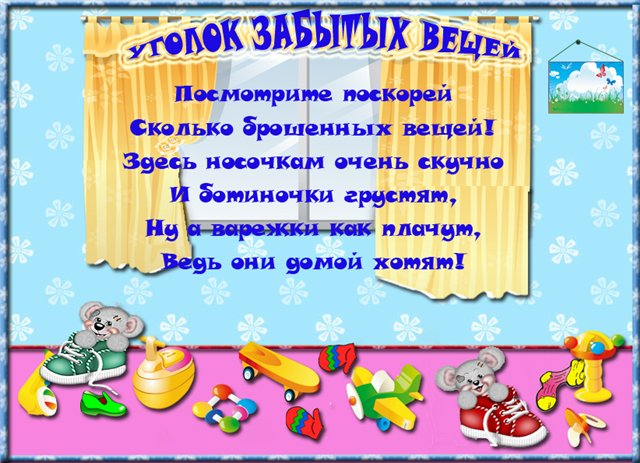 УГОЛОК ЗАБЫТЫХ ВЕЩЕЙ
Посмотрите поскорей
Сколько брошенных вещей!
Здесь носочкам очень скучно
И ботиночки грустят,
Ну а варежки как плачут,
Ведь они домой хотят!